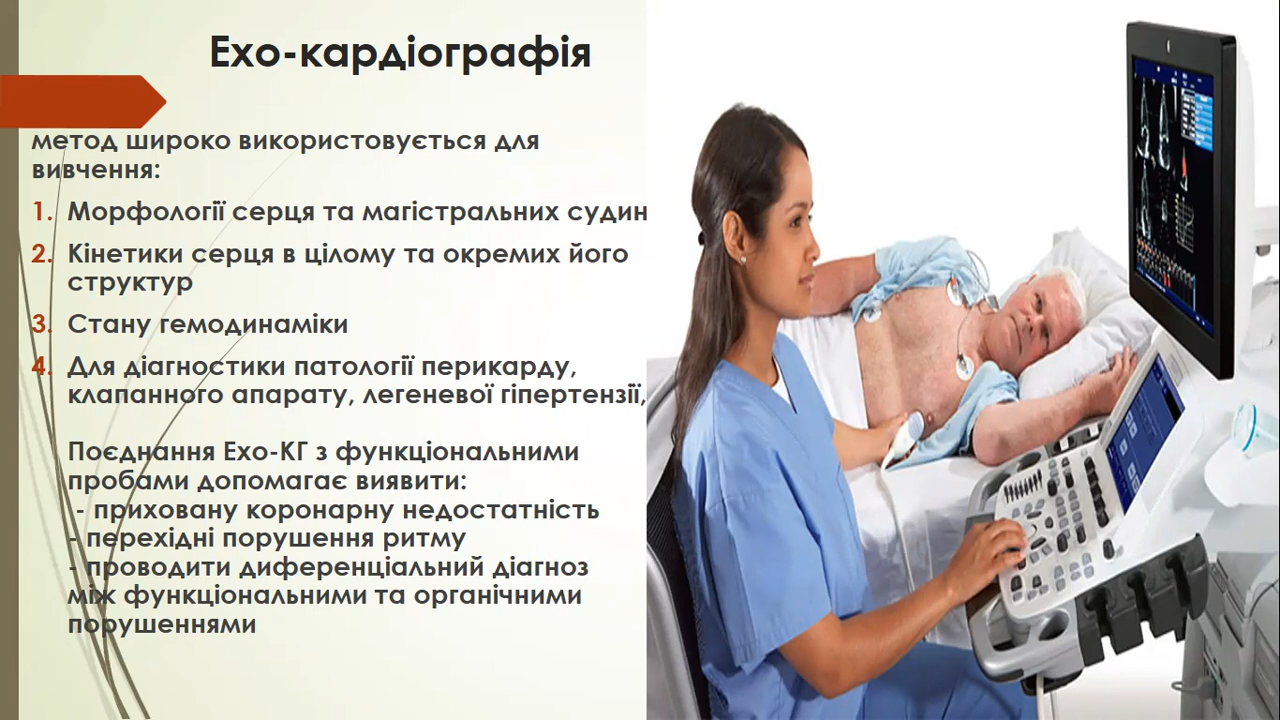 Ехо-кардіографія
метод широко використовується для
вивчення:
1. Морфології серця та магістральних судин
2. Кінетики серця в цілому та окремих його
структур
3. Стану гемодинаміки
4. Для діагностики патології перикарду,
клапанного апарату, легеневої гіпертензії,
Поєднання Ехо-КГ з функціональними
пробами допомагає виявити:
- приховану коронарну недостатність
- перехідні порушення ритму
- проводити диференціальний діагноз
між функціональними та органічними
порушеннями